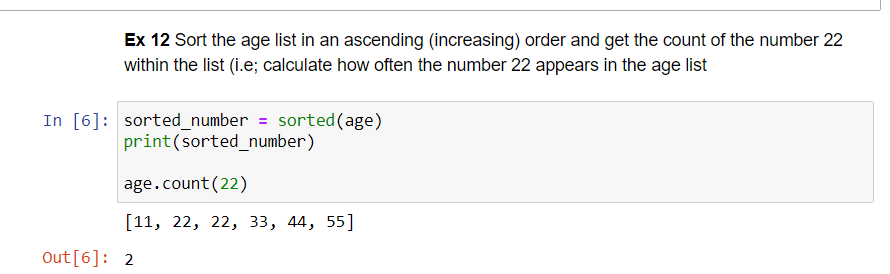 Ex 12 Sort the age list in an ascending (increasing) order and get the count of the number 22
within the list (i.e; calculate how often the number 22 appears in the age list
In [6]: sorted_number = sorted(age)
print(sorted_number)
age.count(22)
[11, 22, 22, 33, 44, 55]
Out[6]: 2